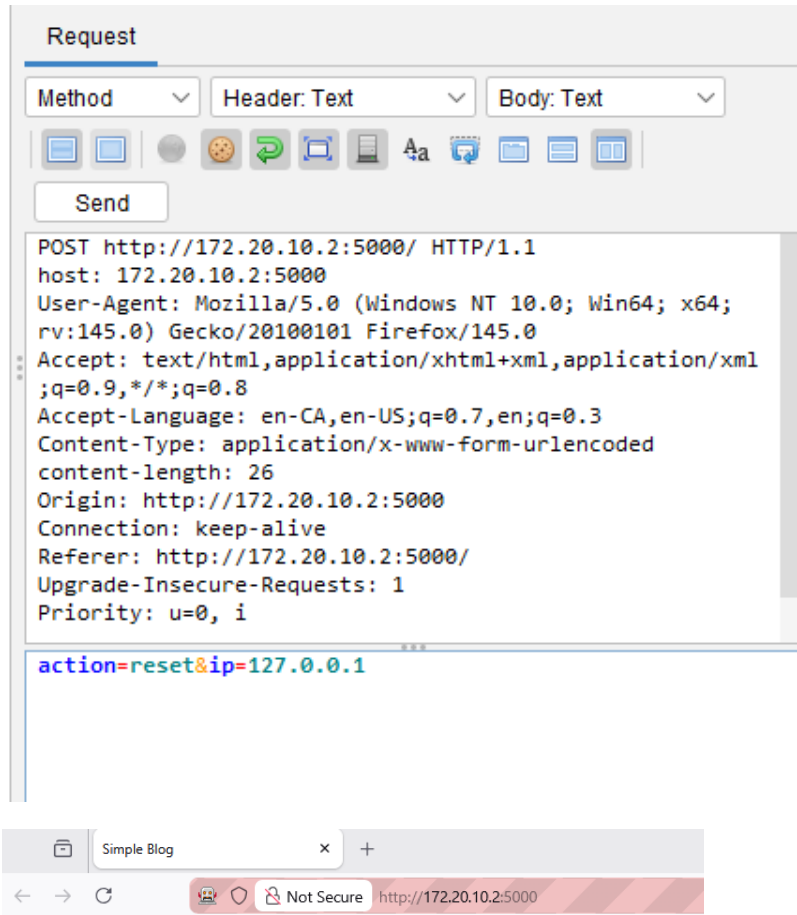 Request
Method Header: Text Body: Text
Aa
Send
POST http://172.20.10.2:5000/ HTTP/1.1
host: 172.20.10.2:5000
User-Agent: Mozilla/5.0 (Windows NT 10.0; Win64; x64;
rv:145.0) Gecko/20100101 Firefox/145.0
Accept: text/html,application/xhtml+xml,application/xml
;q=0.9,*/*;q=0.8
Accept-Language: en-CA,en-US;q=0.7,en;q=0.3
Content-Type: application/x-www-form-urlencoded
content-length: 26
Origin: http://172.20.10.2:5000
Connection: keep-alive
Referer: http://172.20.10.2:5000/
Upgrade-Insecure-Requests: 1
Priority: u=0, i
action=reset&ip=127.0.0.1
Simple Blog
Not Secure http://172.20.10.2:5000